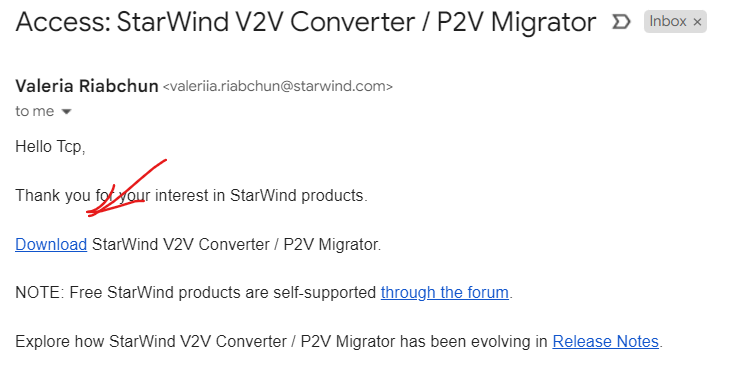 Access: StarWind V2V Converter / P2V Migrator Inbox ×
Valeria Riabchun <valeriia.riabchun@starwind.com>
to me
Hello Tcp,
Thank you for your interest in StarWind products.
Download StarWind V2V Converter / P2V Migrator.
NOTE: Free StarWind products are self-supported through the forum.
Explore how StarWind V2V Converter / P2V Migrator has been evolving in Release Notes.